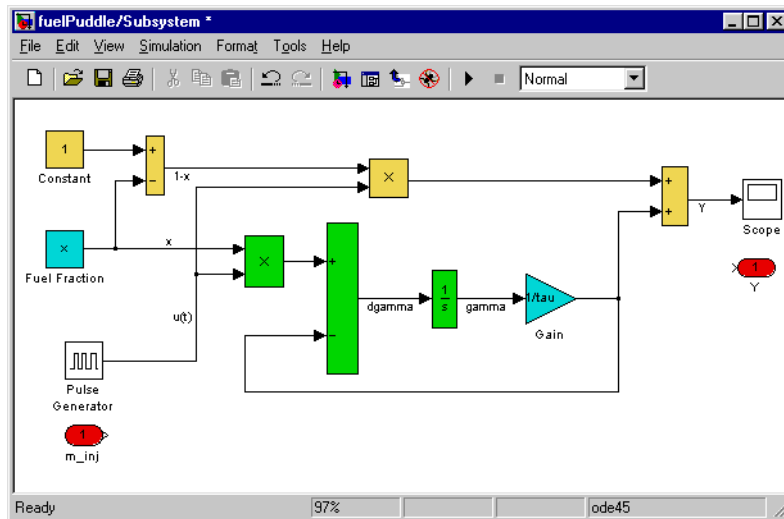 fuelPuddle/Subsystem *
File Edit View Simulation Format Tools Help
Normal
1
Constant
+
−
1-x
×
+
+
Y
Scope
x
Fuel Fraction
x
×
u(t)
+
−
dgamma
1
s
gamma
1/tau
Gain
1
Y
Pulse
Generator
1
m_inj
Ready 97% ode45